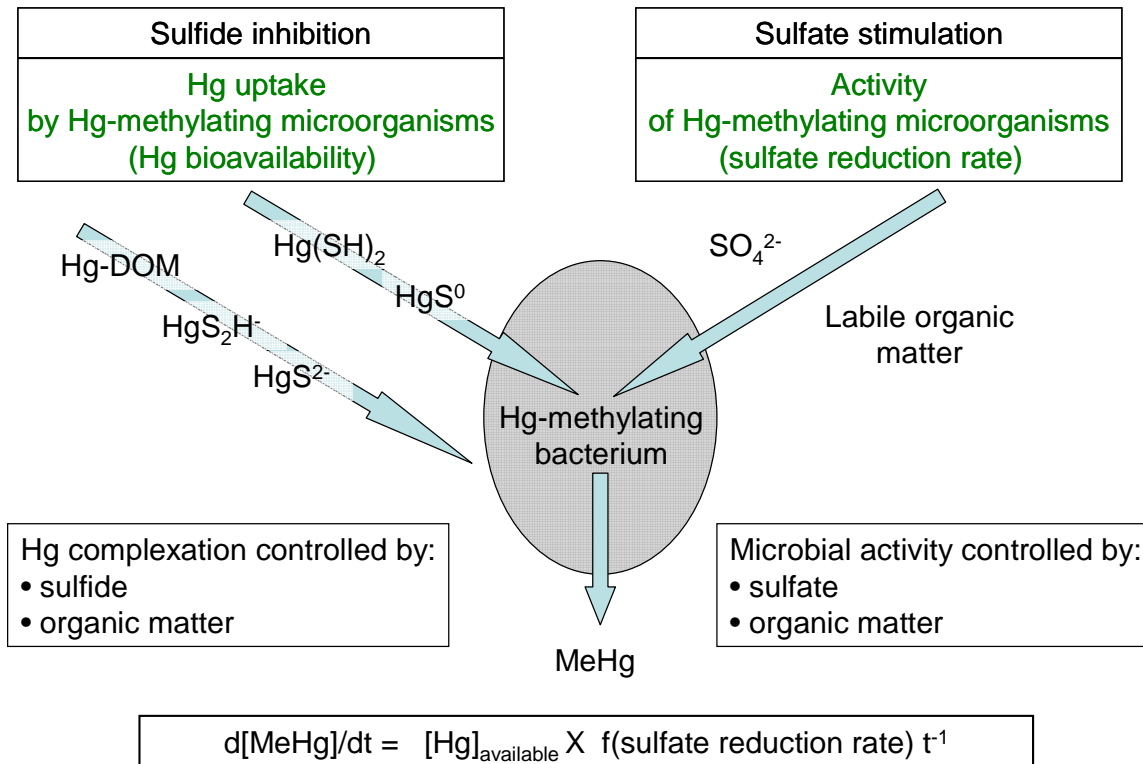 Sulfide inhibition
Hg uptake
by Hg-methylating microorganisms
(Hg bioavailability)
Sulfate stimulation
Activity
of Hg-methylating microorganisms
(sulfate reduction rate)
Hg(SH)₂
Hg-DOM
HgS⁰
HgS₂H⁻
HgS²⁻
SO₄²⁻
Labile organic
matter
Hg-methylating
bacterium
Hg complexation controlled by:
• sulfide
• organic matter
Microbial activity controlled by:
• sulfate
• organic matter
MeHg
d[MeHg]/dt = [Hg]available X f(sulfate reduction rate) t⁻¹